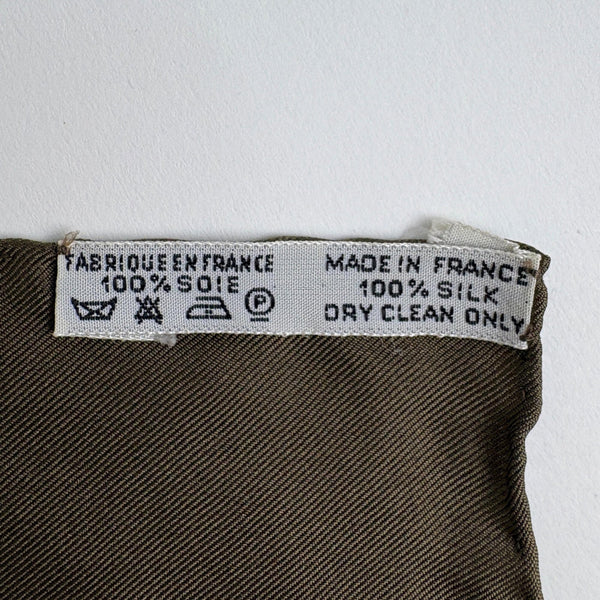 FABRIQUE EN FRANCE
100% SOIE
P
MADE IN FRANCE
100% SILK
DRY CLEAN ONLY